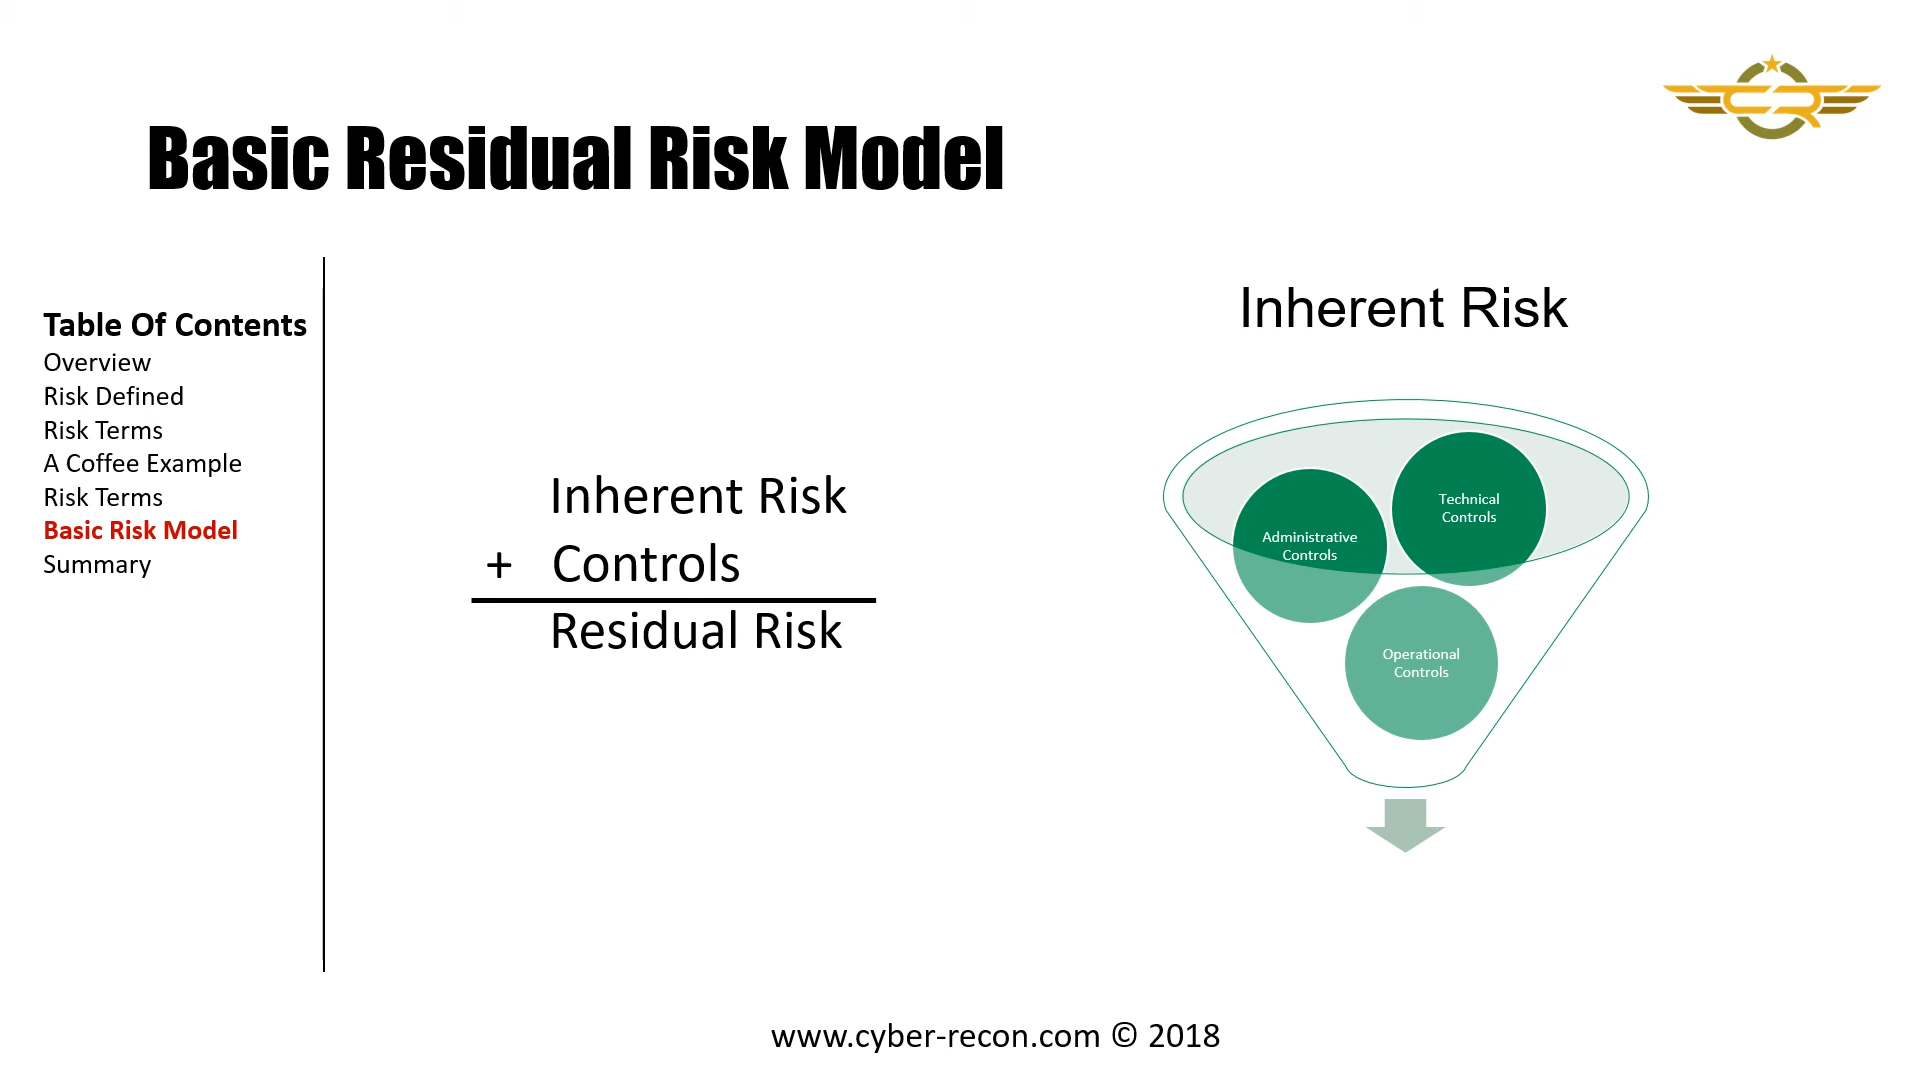 Basic Residual Risk Model
Table Of Contents
Overview
Risk Defined
Risk Terms
A Coffee Example
Risk Terms
Basic Risk Model
Summary
Inherent Risk
+ Controls
Residual Risk
Inherent Risk
Technical
Controls
Administrative
Controls
Operational
Controls
CR
www.cyber-recon.com © 2018